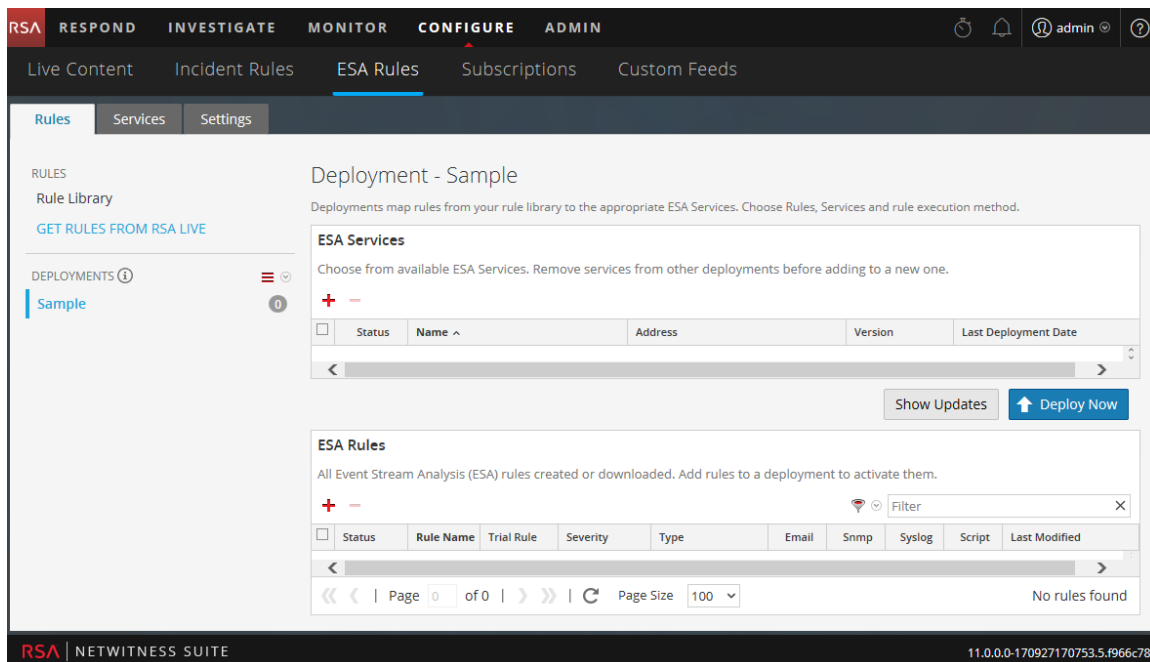 RSA RESPOND INVESTIGATE MONITOR CONFIGURE ADMIN admin ?
Live Content Incident Rules ESA Rules Subscriptions Custom Feeds
Rules Services Settings
RULES
Rule Library
GET RULES FROM RSA LIVE
DEPLOYMENTS i
Sample 0
Deployment - Sample
Deployments map rules from your rule library to the appropriate ESA Services. Choose Rules, Services and rule execution method.
ESA Services
Choose from available ESA Services. Remove services from other deployments before adding to a new one.
Status Name Address Version Last Deployment Date
Show Updates Deploy Now
ESA Rules
All Event Stream Analysis (ESA) rules created or downloaded. Add rules to a deployment to activate them.
Filter
Status Rule Name Trial Rule Severity Type Email Snmp Syslog Script Last Modified
Page 0 of 0 Page Size 100 No rules found
RSA NETWITNESS SUITE 11.0.0.0-170927170753.5.f966c78